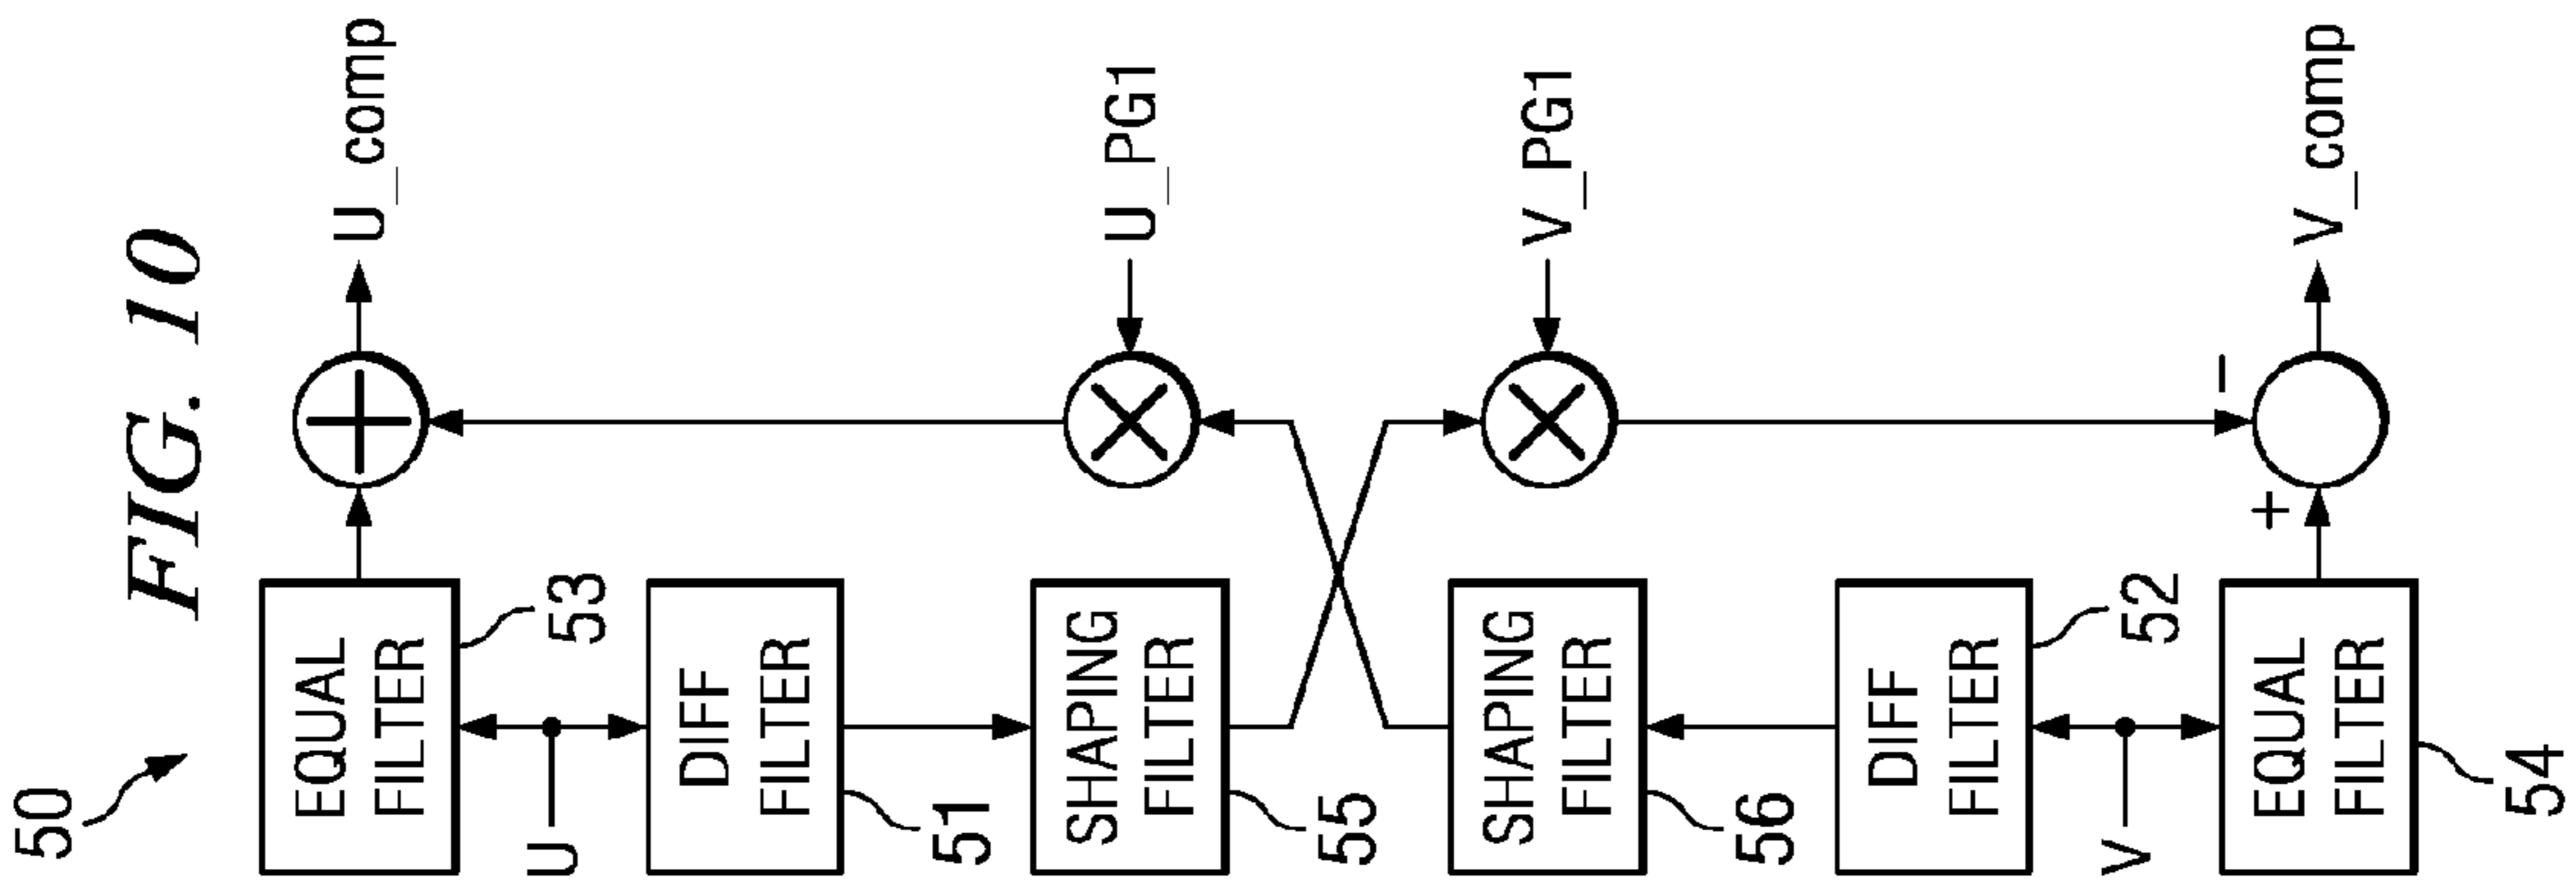 FIG. 10
50
EQUAL
FILTER
53
U_comp
U
DIFF
FILTER
51
SHAPING
FILTER
55
U_PG1
V_PG1
SHAPING
FILTER
56
DIFF
FILTER
52
V
EQUAL
FILTER
54
+
-
V_comp